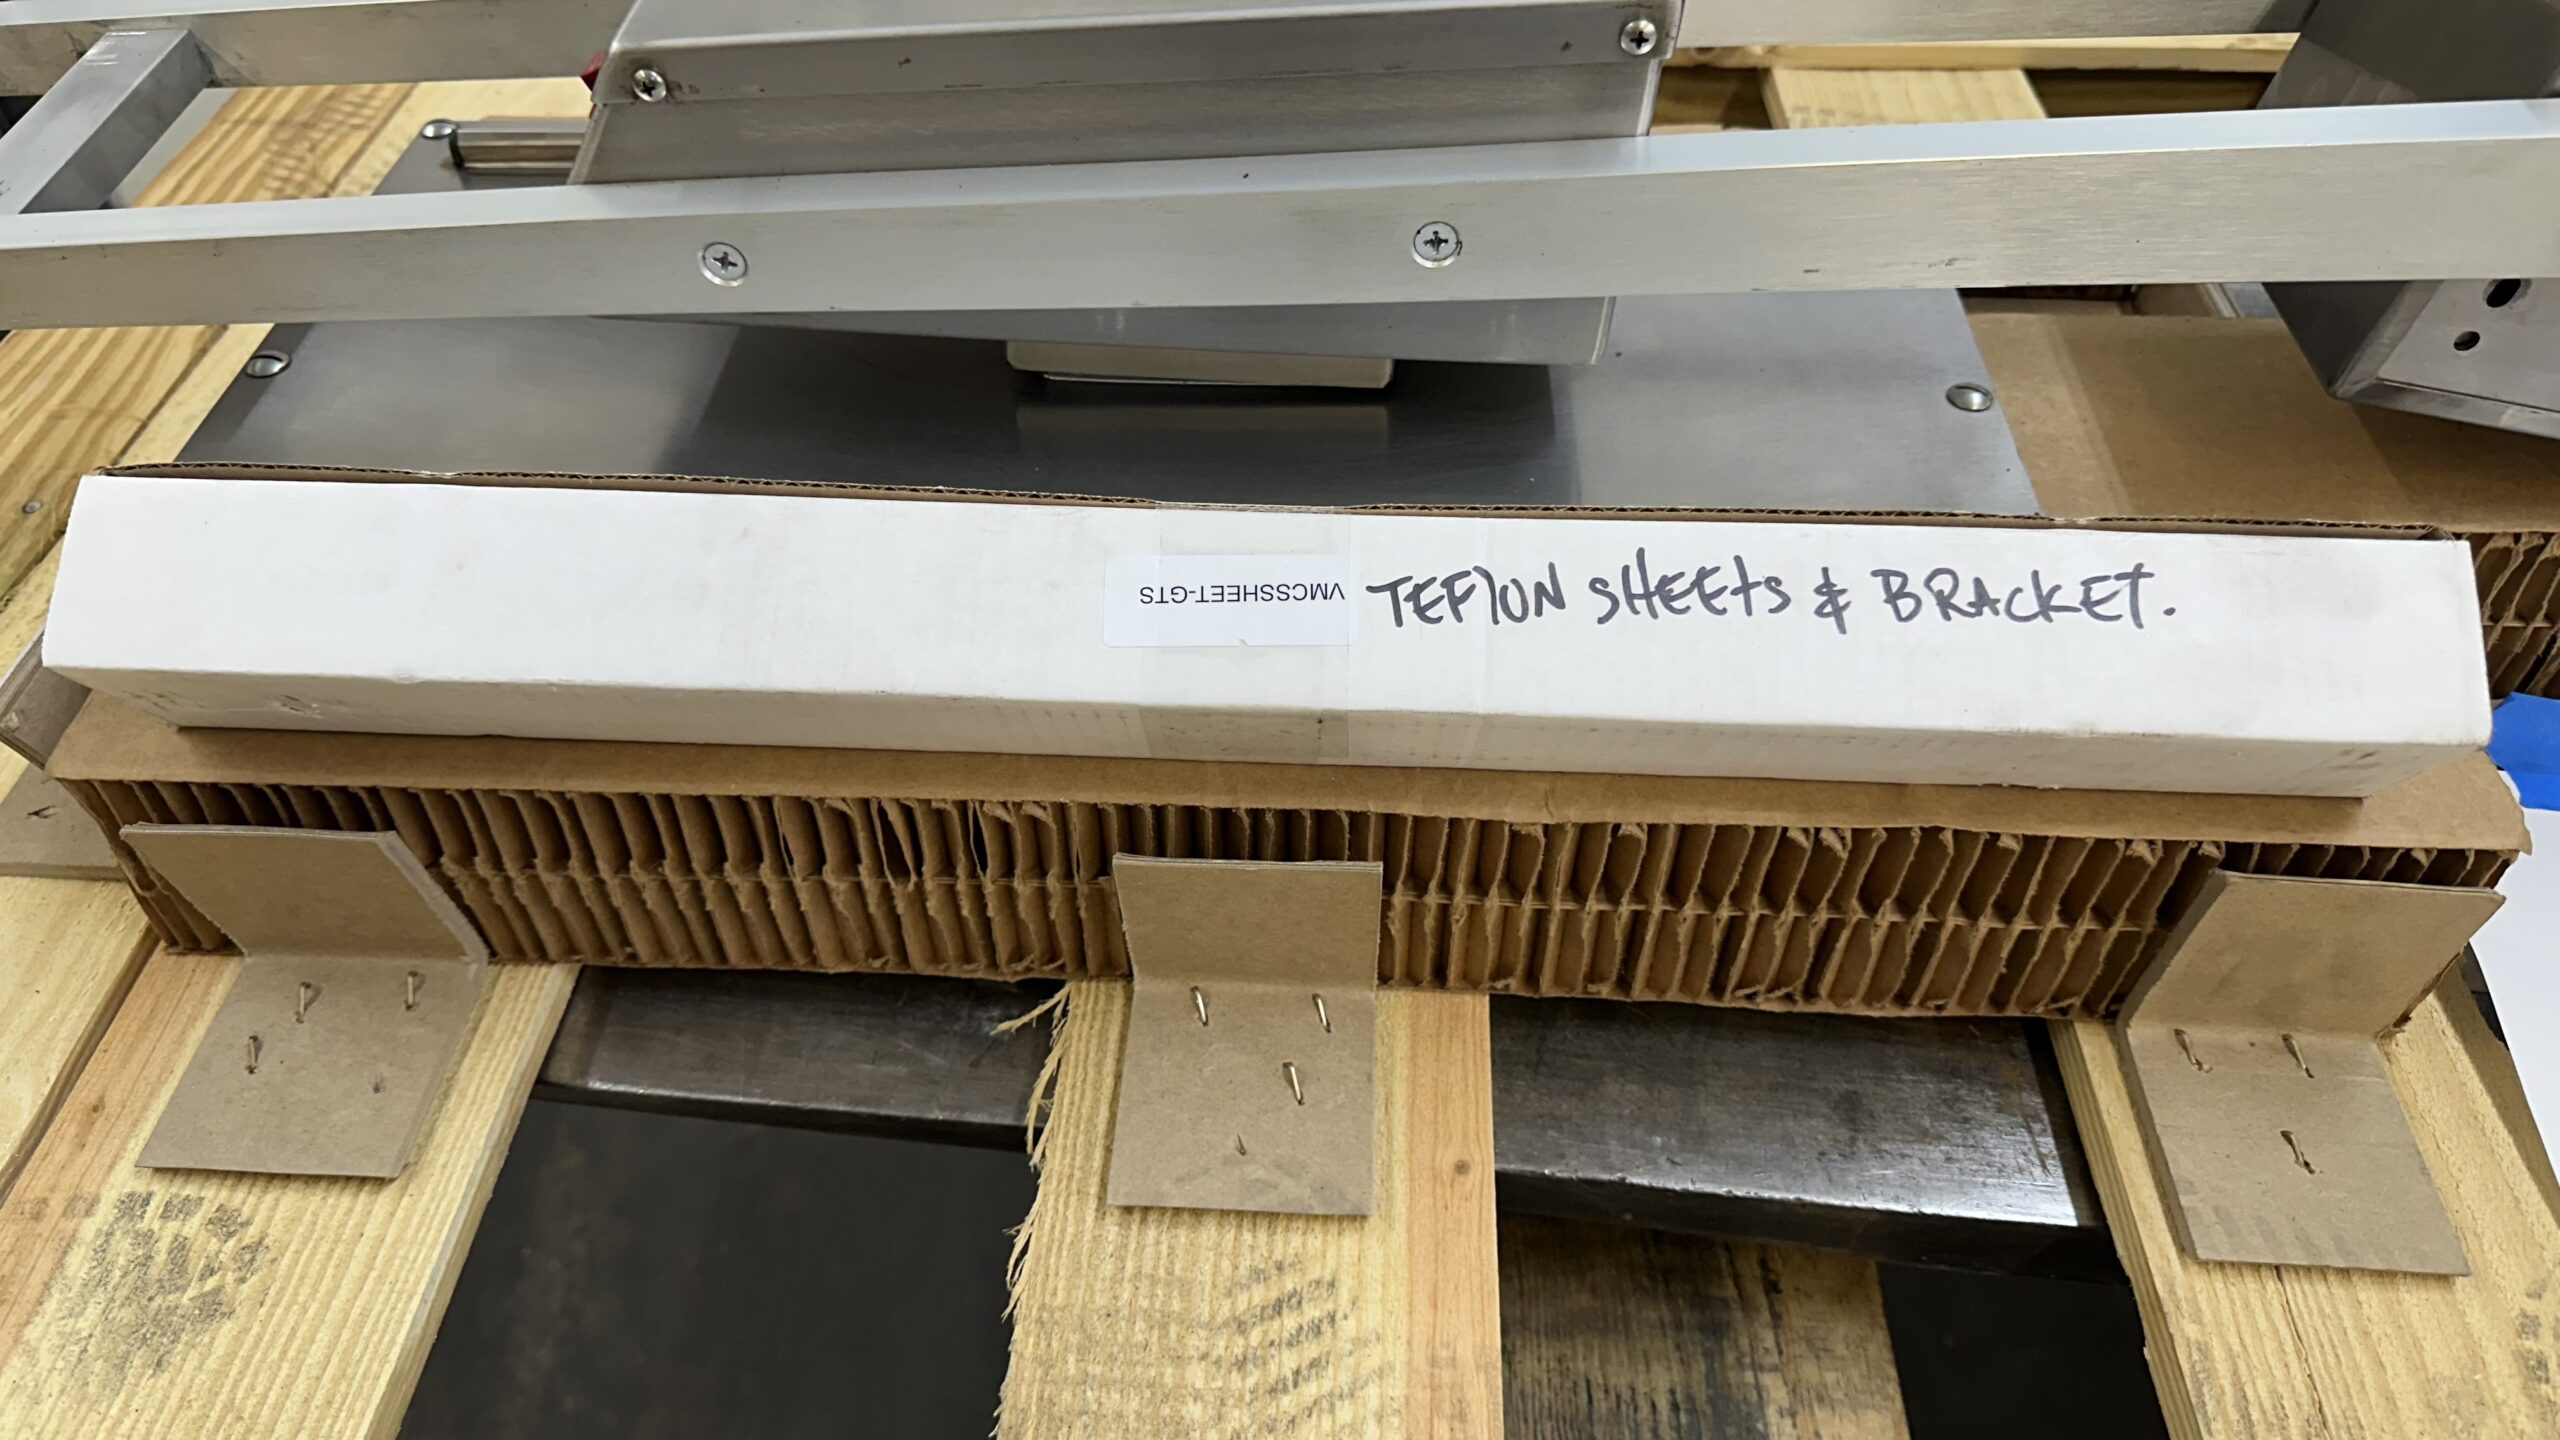 VMCSSHEET-GTS
TEFlON SHEEtS & BRACKET.